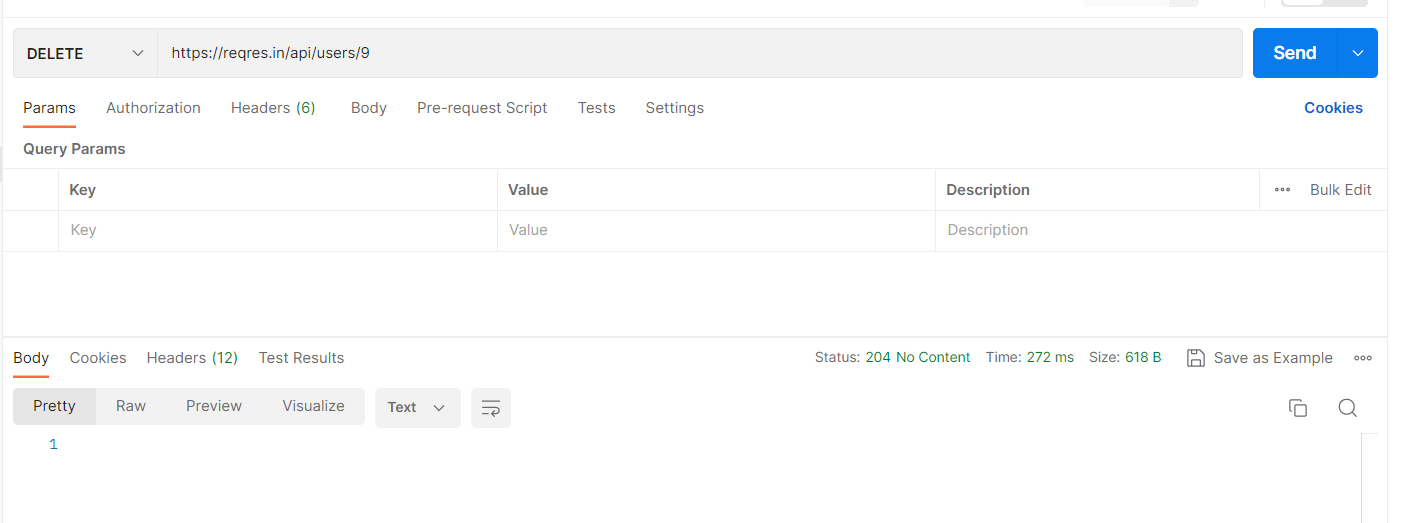 DELETE https://reqres.in/api/users/9 Send
Params Authorization Headers (6) Body Pre-request Script Tests Settings Cookies
Query Params
Key Value Description Bulk Edit
Key Value Description
Body Cookies Headers (12) Test Results Status: 204 No Content Time: 272 ms Size: 618 B Save as Example
Pretty Raw Preview Visualize Text
1